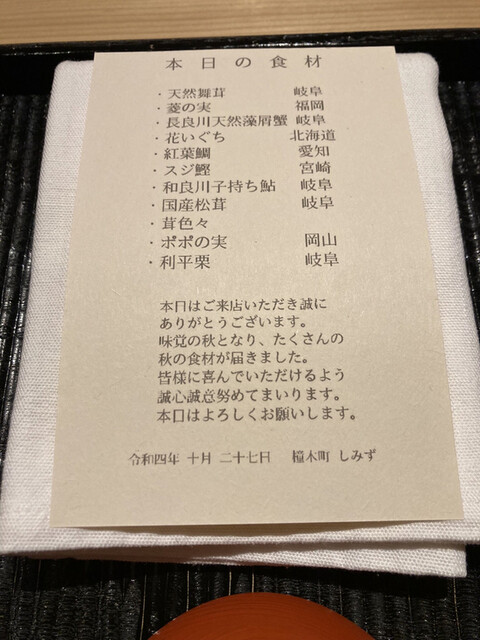 本日の食材
・天然舞茸 岐阜
・菱の実 福岡
・長良川天然藻屑蟹 岐阜
・花いぐち 北海道
・紅葉鯛 愛知
・スジ鰹 宮崎
・和良川子持ち鮎 岐阜
・国産松茸 岐阜
・茸色々
・ポポの実 岡山
・利平栗 岐阜
本日はご来店いただき誠に
ありがとうございます。
味覚の秋となり、たくさんの
秋の食材が届きました。
皆様に喜んでいただけるよう
誠心誠意努めてまいります。
本日はよろしくお願いします。
令和四年 十月 二十七日 橦木町 しみず